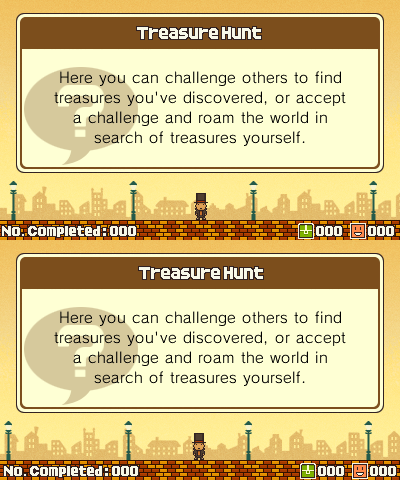 Treasure Hunt
Here you can challenge others to find
treasures you've discovered, or accept
a challenge and roam the world in
search of treasures yourself.
?
No. Completed: 000 000 000
Treasure Hunt
Here you can challenge others to find
treasures you've discovered, or accept
a challenge and roam the world in
search of treasures yourself.
?
No. Completed: 000 000 000